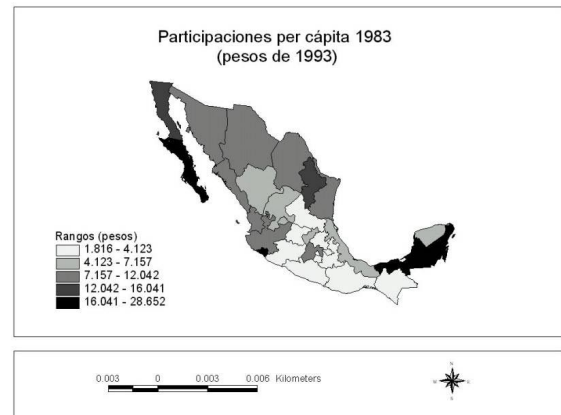 Participaciones per cápita 1983
(pesos de 1993)
Rangos (pesos)
1.816 - 4.123
4.123 - 7.157
7.157 - 12.042
12.042 - 16.041
16.041 - 28.652
0.003 0 0.003 0.006 Kilometers